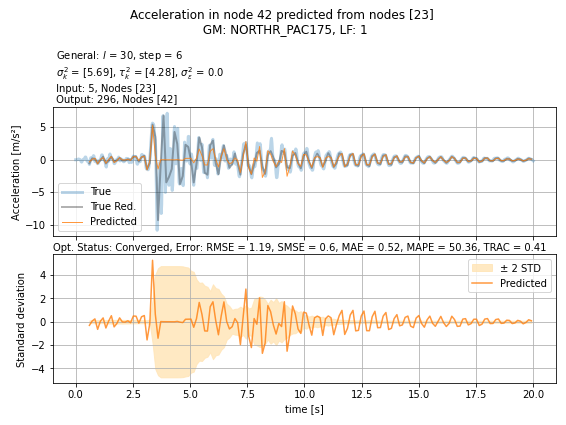 Acceleration in node 42 predicted from nodes [23]
GM: NORTHR_PAC175, LF: 1
General: l = 30, step = 6
σ²ₖ = [5.69], τ²ₖ = [4.28], σ²ε = 0.0
Input: 5, Nodes [23]
Output: 296, Nodes [42]
Acceleration [m/s²]
5
0
−5
−10
True
True Red.
Predicted
Opt. Status: Converged, Error: RMSE = 1.19, SMSE = 0.6, MAE = 0.52, MAPE = 50.36, TRAC = 0.41
Standard deviation
4
2
0
−2
−4
± 2 STD
Predicted
0.0 2.5 5.0 7.5 10.0 12.5 15.0 17.5 20.0
time [s]